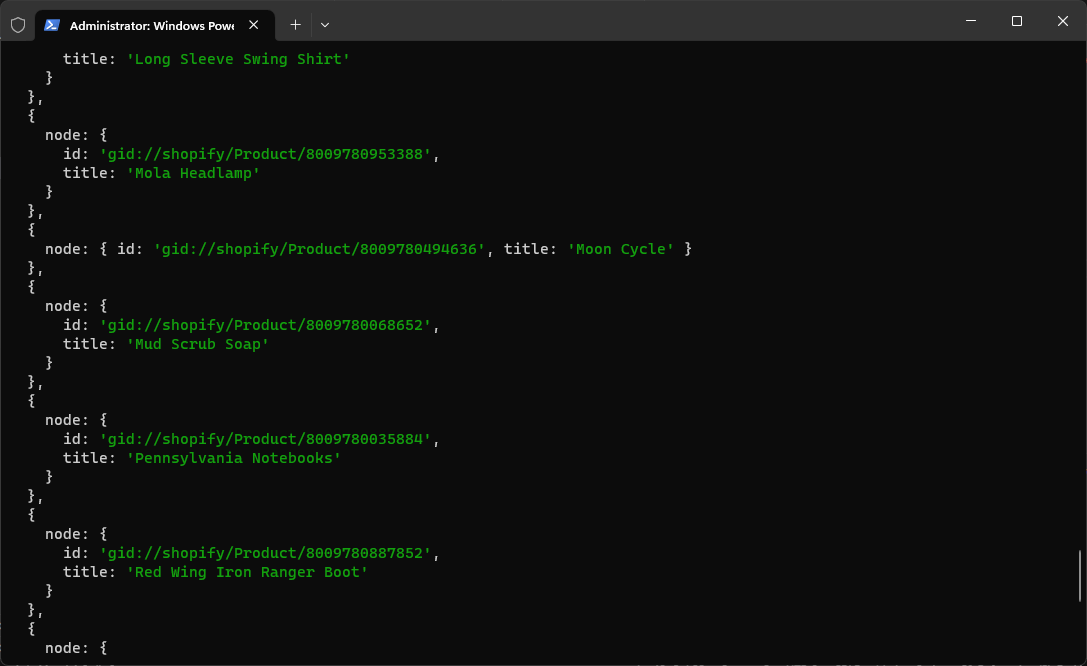 Administrator: Windows Powe
      title: 'Long Sleeve Swing Shirt'
    }
  },
  {
    node: {
      id: 'gid://shopify/Product/8009780953388',
      title: 'Mola Headlamp'
    }
  },
  {
    node: { id: 'gid://shopify/Product/8009780494636', title: 'Moon Cycle' }
  },
  {
    node: {
      id: 'gid://shopify/Product/8009780068652',
      title: 'Mud Scrub Soap'
    }
  },
  {
    node: {
      id: 'gid://shopify/Product/8009780035884',
      title: 'Pennsylvania Notebooks'
    }
  },
  {
    node: {
      id: 'gid://shopify/Product/8009780887852',
      title: 'Red Wing Iron Ranger Boot'
    }
  },
  {
    node: {